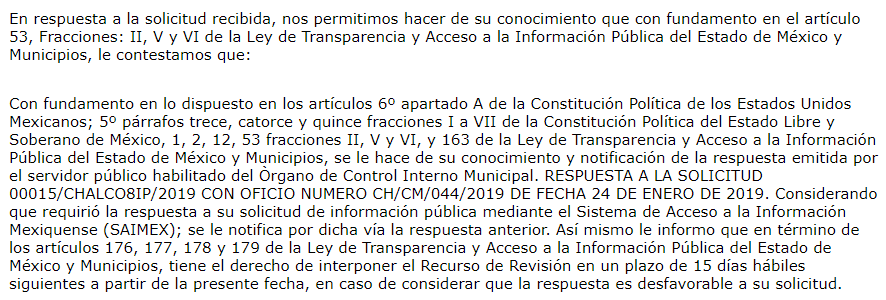 En respuesta a la solicitud recibida, nos permitimos hacer de su conocimiento que con fundamento en el artículo
53, Fracciones: II, V y VI de la Ley de Transparencia y Acceso a la Información Pública del Estado de México y
Municipios, le contestamos que:
Con fundamento en lo dispuesto en los artículos 6º apartado A de la Constitución Política de los Estados Unidos
Mexicanos; 5º párrafos trece, catorce y quince fracciones I a VII de la Constitución Política del Estado Libre y
Soberano de México, 1, 2, 12, 53 fracciones II, V y VI, y 163 de la Ley de Transparencia y Acceso a la Información
Pública del Estado de México y Municipios, se le hace de su conocimiento y notificación de la respuesta emitida por
el servidor público habilitado del Òrgano de Control Interno Municipal. RESPUESTA A LA SOLICITUD
00015/CHALCO8IP/2019 CON OFICIO NUMERO CH/CM/044/2019 DE FECHA 24 DE ENERO DE 2019. Considerando
que requirió la respuesta a su solicitud de información pública mediante el Sistema de Acceso a la Información
Mexiquense (SAIMEX); se le notifica por dicha vía la respuesta anterior. Así mismo le informo que en término de
los artículos 176, 177, 178 y 179 de la Ley de Transparencia y Acceso a la Información Pública del Estado de
México y Municipios, tiene el derecho de interponer el Recurso de Revisión en un plazo de 15 días hábiles
siguientes a partir de la presente fecha, en caso de considerar que la respuesta es desfavorable a su solicitud.